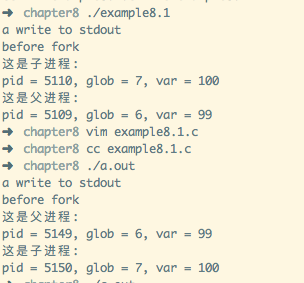 ➜ chapter8 ./example8.1
a write to stdout
before fork
这是子进程:
pid = 5110, glob = 7, var = 100
这是父进程:
pid = 5109, glob = 6, var = 99
➜ chapter8 vim example8.1.c
➜ chapter8 cc example8.1.c
➜ chapter8 ./a.out
a write to stdout
before fork
这是父进程:
pid = 5149, glob = 6, var = 99
这是子进程:
pid = 5150, glob = 7, var = 100